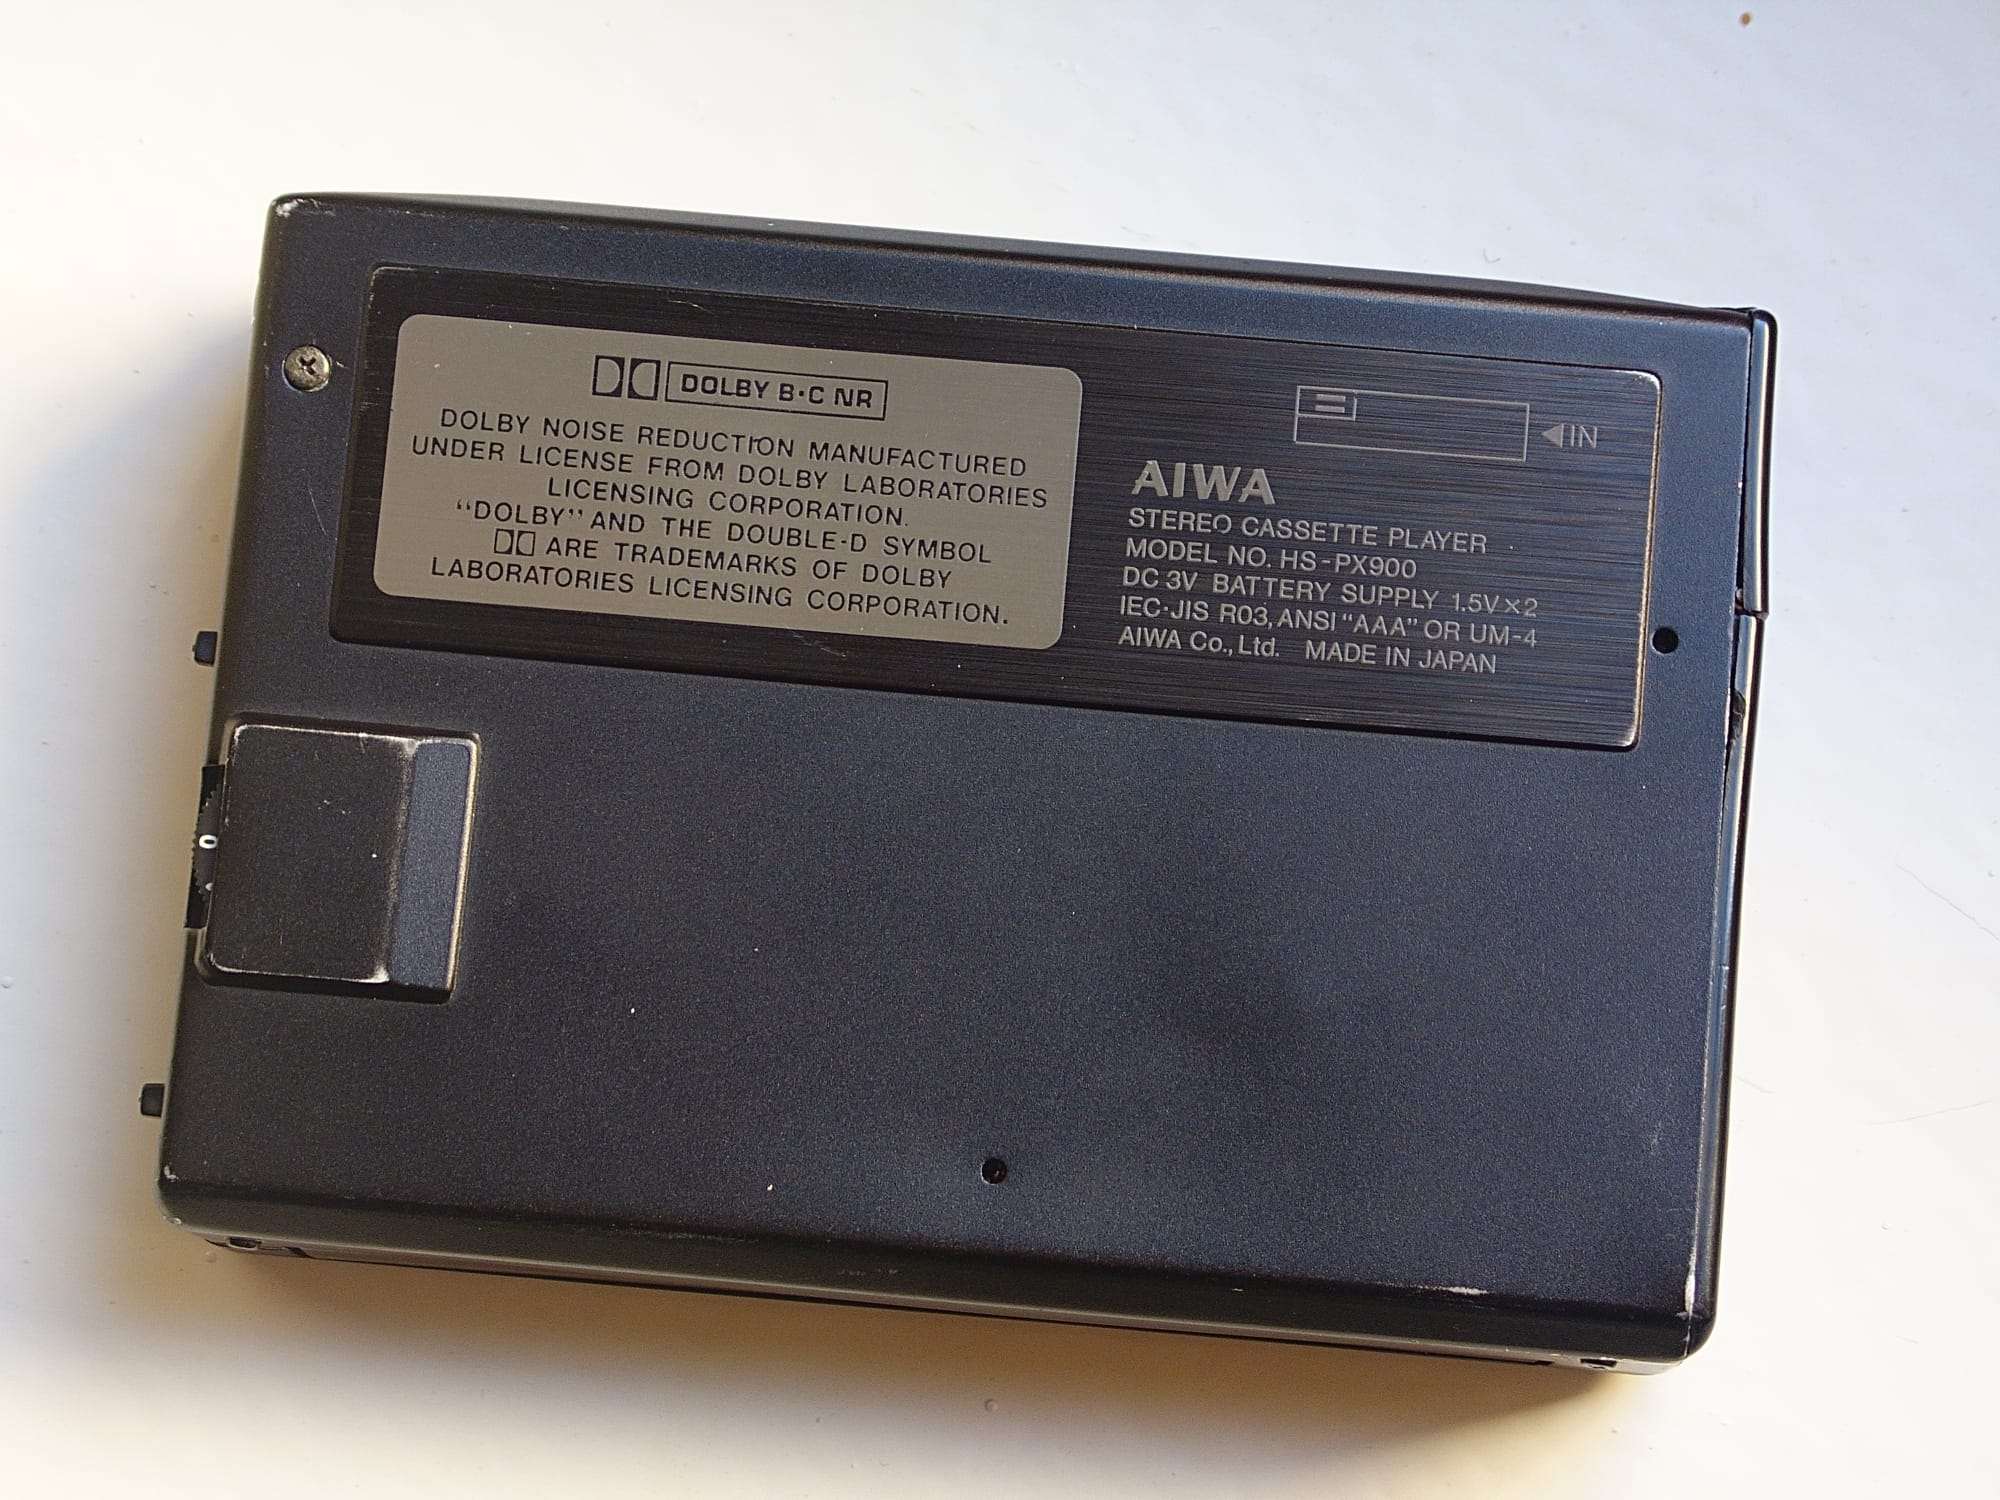 DOLBY B·C NR
DOLBY NOISE REDUCTION MANUFACTURED
UNDER LICENSE FROM DOLBY LABORATORIES
LICENSING CORPORATION.
“DOLBY” AND THE DOUBLE-D SYMBOL
ARE TRADEMARKS OF DOLBY
LABORATORIES LICENSING CORPORATION.
IN
AIWA
STEREO CASSETTE PLAYER
MODEL NO. HS-PX900
DC 3V BATTERY SUPPLY 1.5V×2
IEC·JIS R03, ANSI "AAA" OR UM-4
AIWA Co., Ltd. MADE IN JAPAN
0